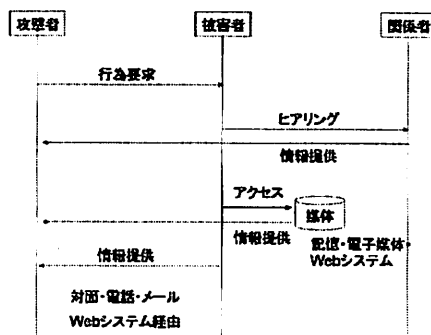 攻撃者
被害者
関係者
行為要求
ヒアリング
情報提供
アクセス
媒体
情報提供
記憶・電子媒体・
Webシステム
情報提供
対面・電話・メール
Webシステム経由